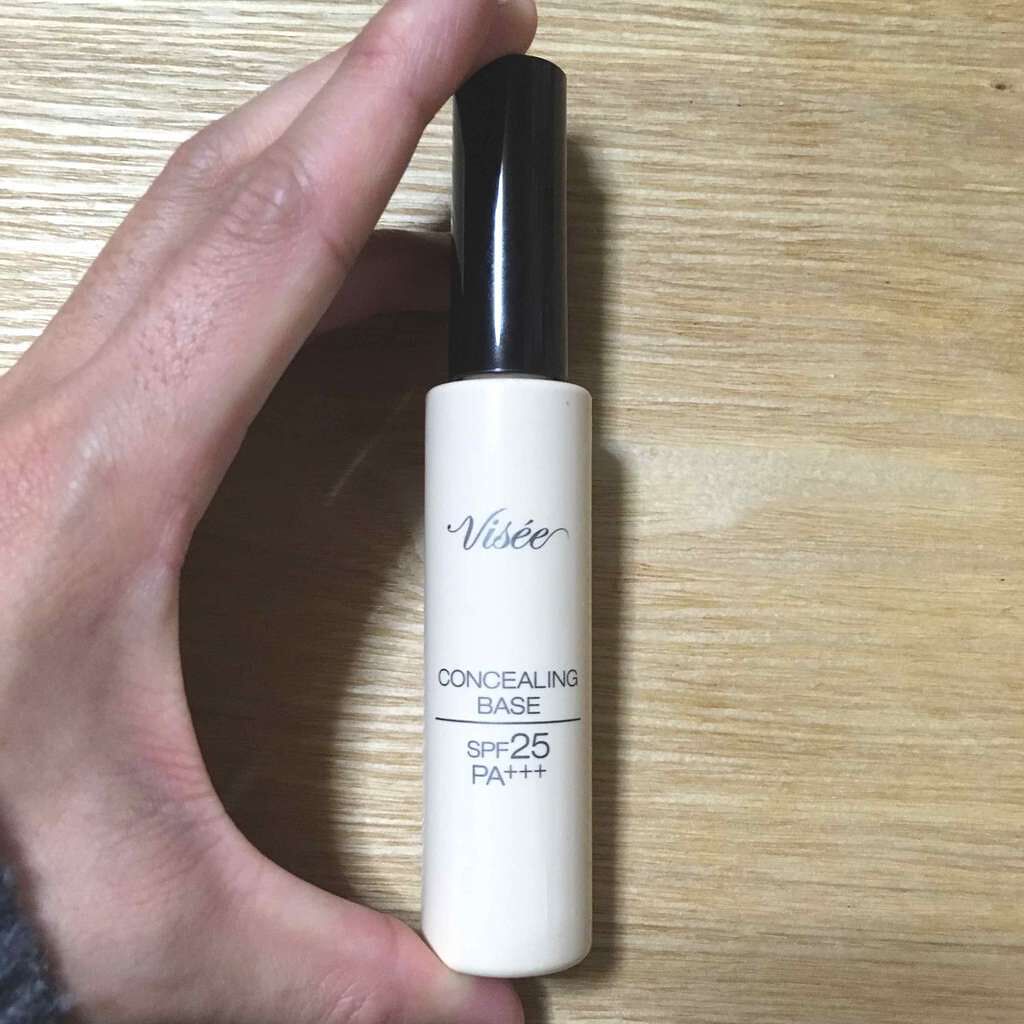 Visée
CONCEALING
BASE
SPF25
PA+++